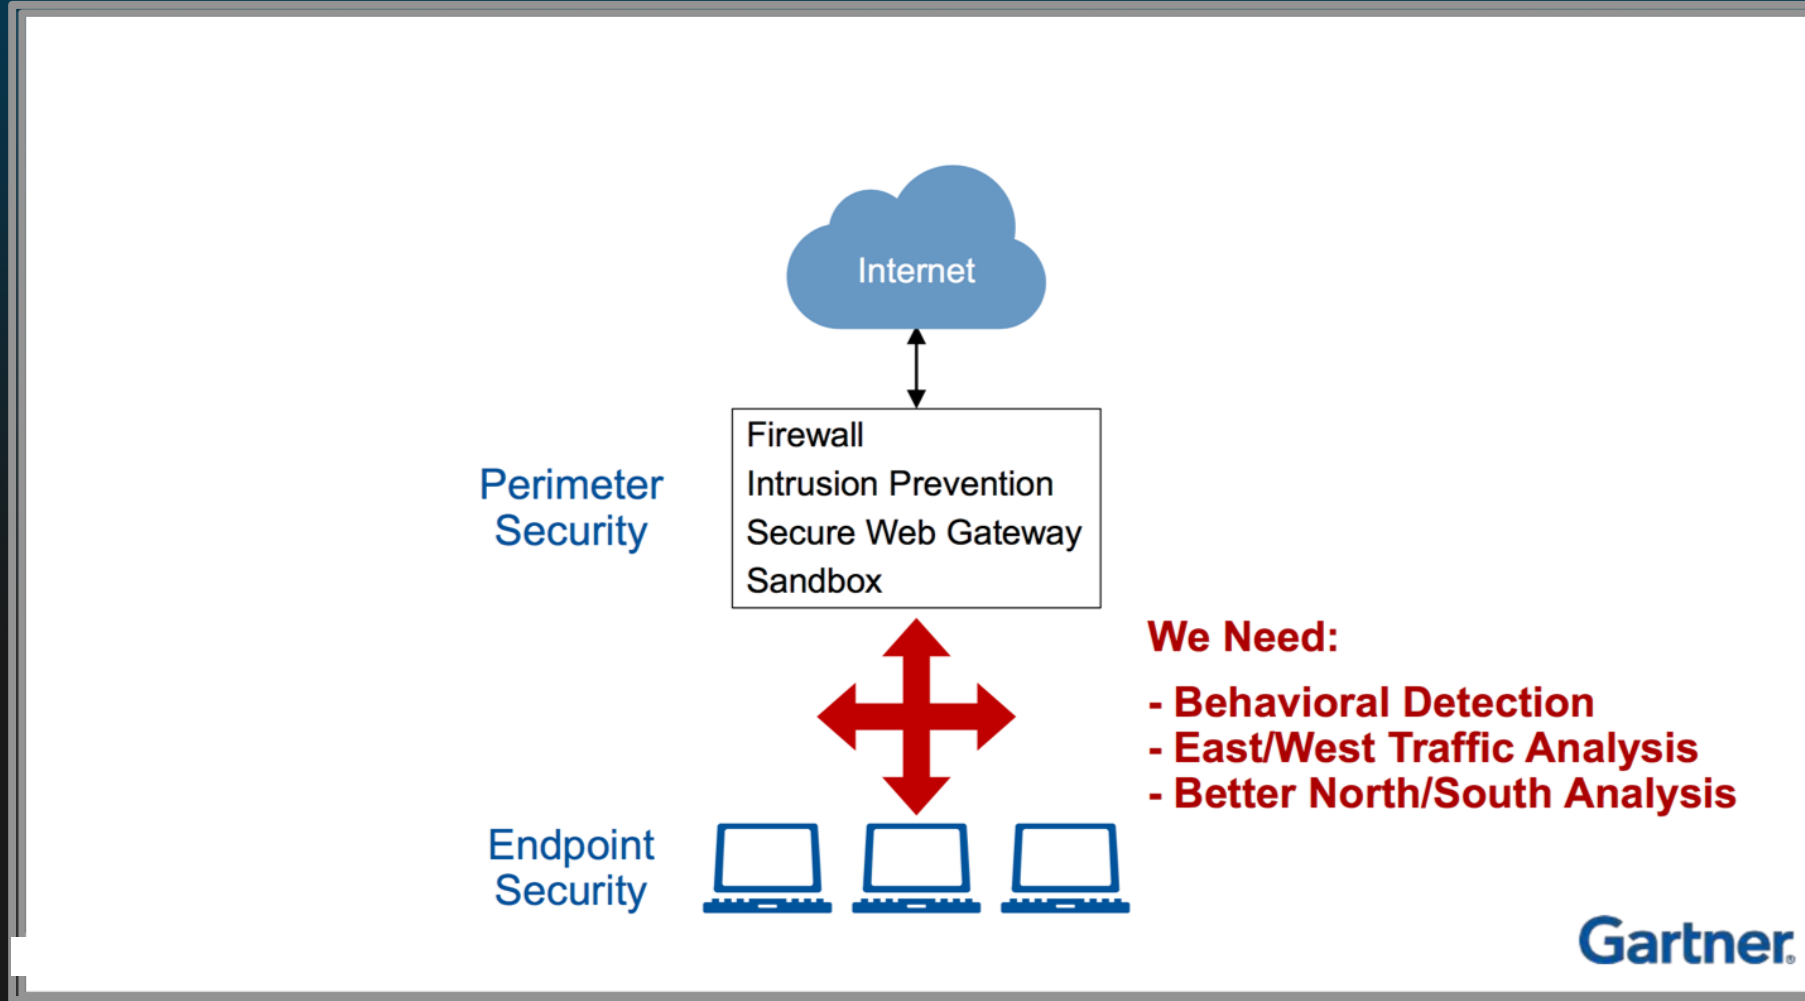 Internet
Firewall
Intrusion Prevention
Secure Web Gateway
Sandbox
Perimeter
Security
We Need:
- Behavioral Detection
- East/West Traffic Analysis
- Better North/South Analysis
Endpoint
Security
Gartner®